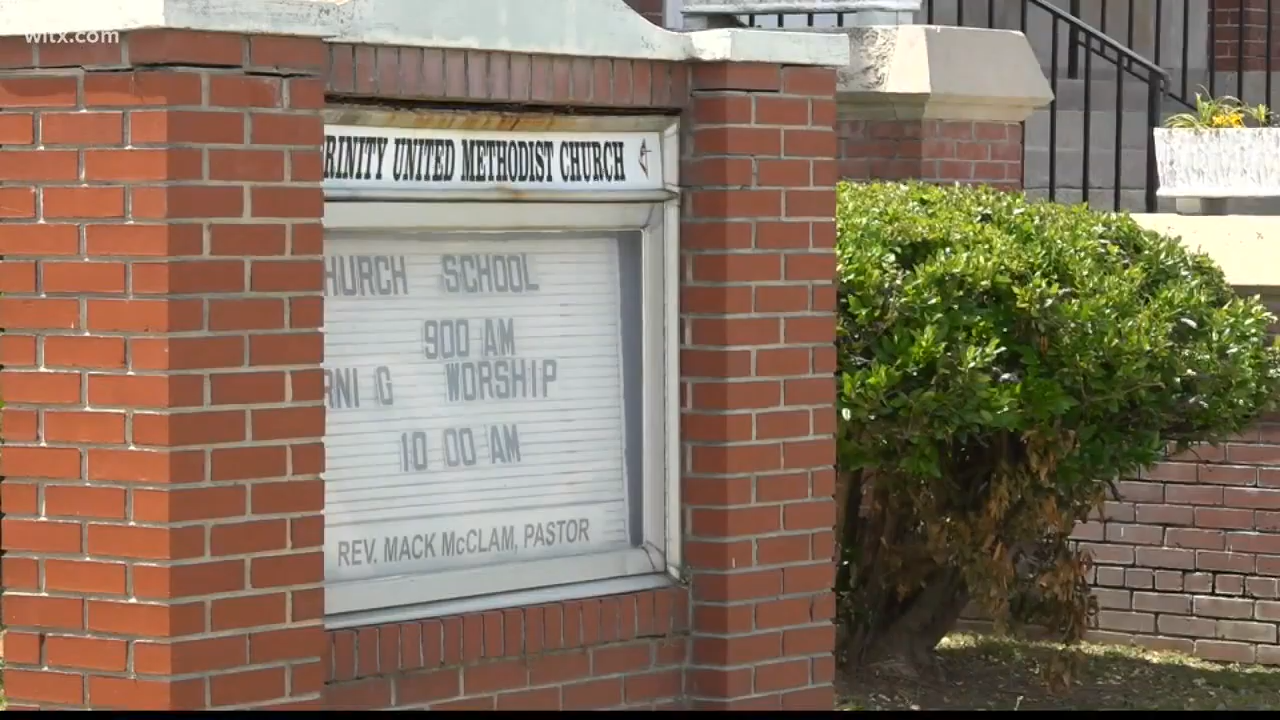 wltx.com
RINITY UNITED METHODIST CHURCH
HURCH SCHOOL
900 AM
RNI G WORSHIP
10 00 AM
REV. MACK McCLAM, PASTOR